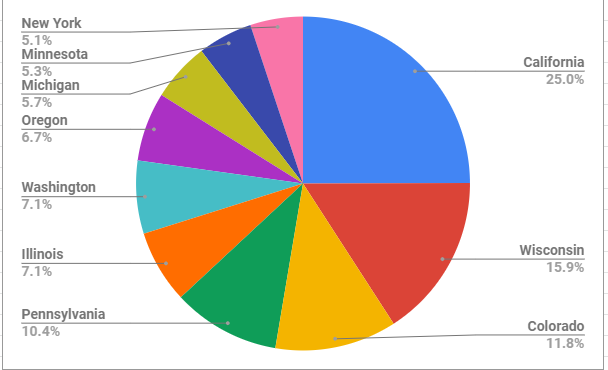 New York
5.1%
Minnesota
5.3%
Michigan
5.7%
Oregon
6.7%
Washington
7.1%
Illinois
7.1%
Pennsylvania
10.4%
California
25.0%
Wisconsin
15.9%
Colorado
11.8%